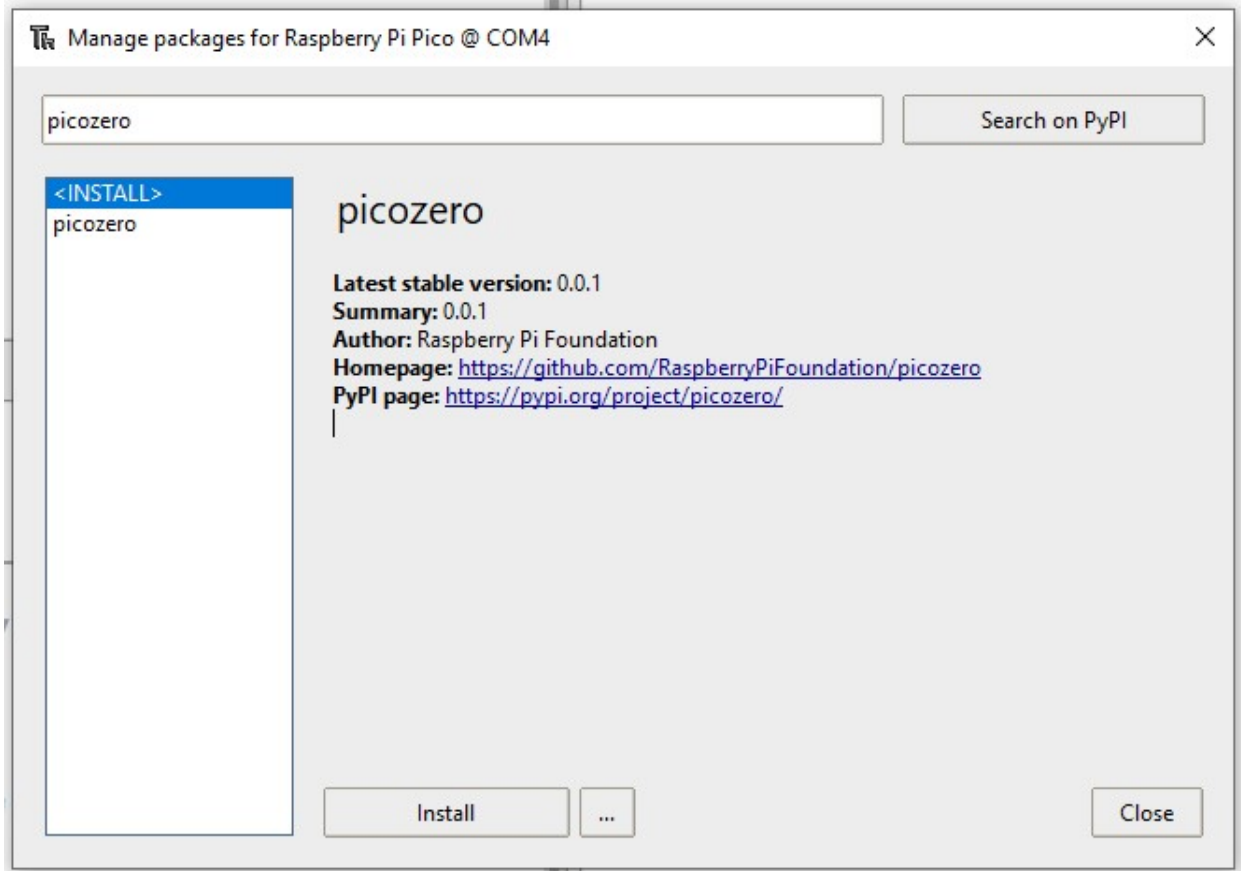 Manage packages for Raspberry Pi Pico @ COM4
picozero
Search on PyPI
<INSTALL>
picozero
picozero
Latest stable version: 0.0.1
Summary: 0.0.1
Author: Raspberry Pi Foundation
Homepage: https://github.com/RaspberryPiFoundation/picozero
PyPI page: https://pypi.org/project/picozero/
Install
...
Close